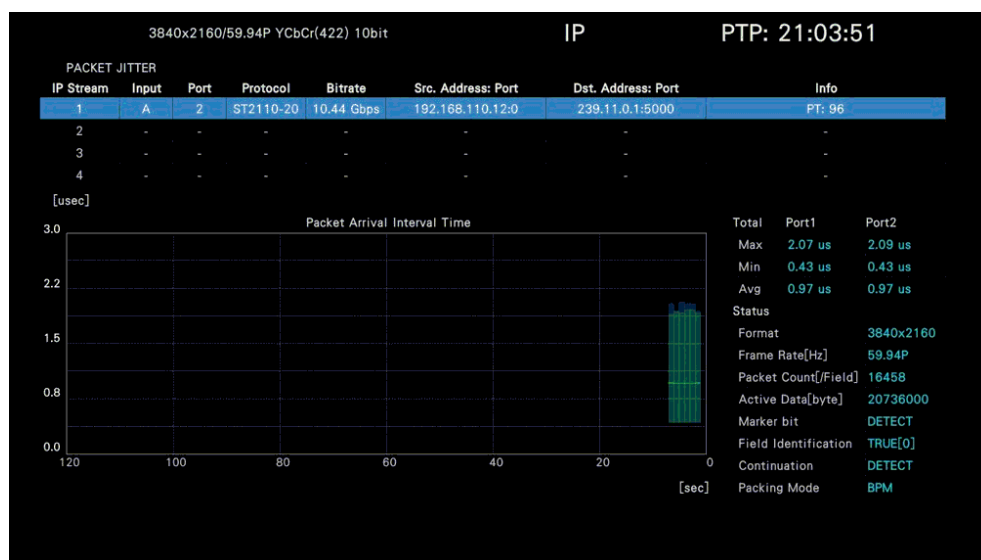 3840x2160/59.94P YCbCr(422) 10bit IP PTP: 21:03:51
PACKET JITTER
IP Stream Input Port Protocol Bitrate Src. Address: Port Dst. Address: Port Info
1 A 2 ST2110-20 10.44 Gbps 192.168.110.12:0 239.11.0.1:5000 PT: 96
2 - - - - - - -
3 - - - - - - -
4 - - - - - - -
[usec]
Packet Arrival Interval Time
3.0
2.2
1.5
0.8
0.0
120 100 80 60 40 20 0
[sec]
Total Port1 Port2
Max 2.07 us 2.09 us
Min 0.43 us 0.43 us
Avg 0.97 us 0.97 us
Status
Format 3840x2160
Frame Rate[Hz] 59.94P
Packet Count[/Field] 16458
Active Data[byte] 20736000
Marker bit DETECT
Field Identification TRUE[0]
Continuation DETECT
Packing Mode BPM